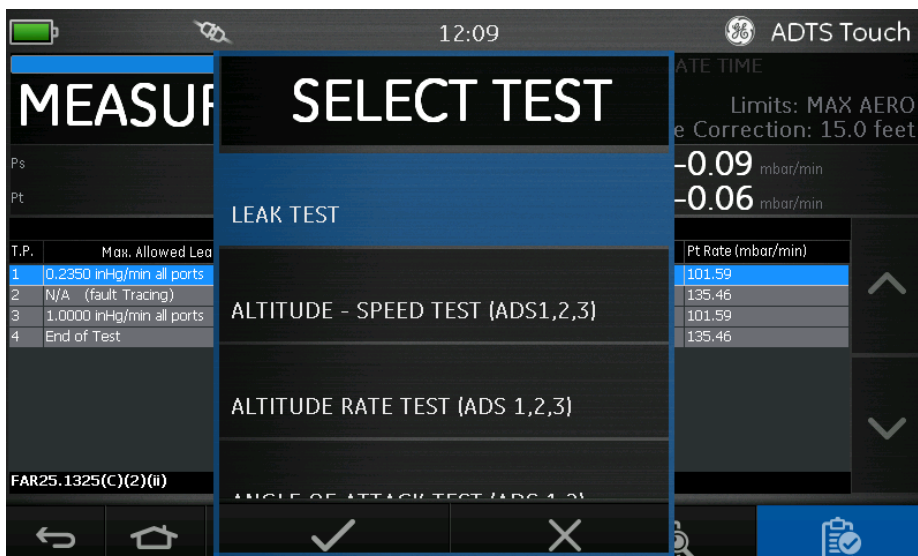 12:09
ADTS Touch
SELECT TEST
LEAK TEST
ALTITUDE - SPEED TEST (ADS1,2,3)
ALTITUDE RATE TEST (ADS 1,2,3)
MEASUR
ATE TIME
Limits: MAX AERO
e Correction: 15.0 feet
Ps
-0.09 mbar/min
Pt
-0.06 mbar/min
T.P. Max. Allowed Lea Pt Rate (mbar/min)
1 0.2350 inHg/min all ports 101.59
2 N/A (fault Tracing) 135.46
3 1.0000 inHg/min all ports 101.59
4 End of Test 135.46
FAR25.1325(C)(2)(ii)